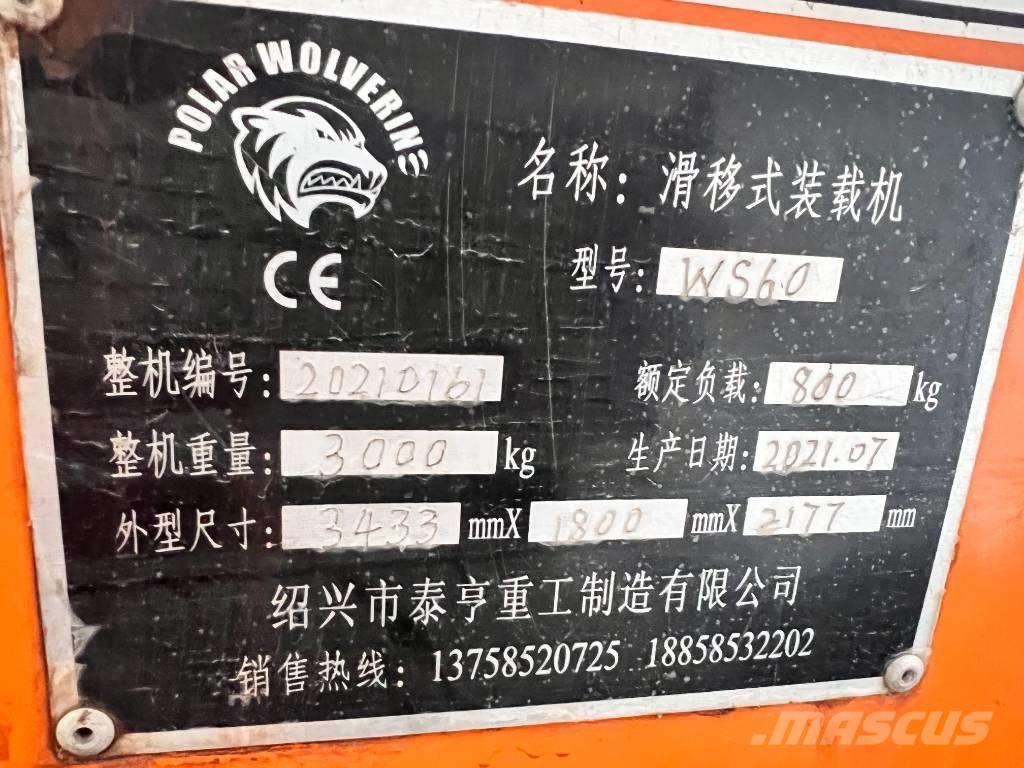 POLAR WOLVERINE
CE
名称：滑移式装载机
型号：WS60
整机编号：20210161
额定负载：800 kg
整机重量：3000 kg
生产日期：2021.07
外型尺寸：3433 mmX 1800 mmX 2177 mm
绍兴市泰亨重工制造有限公司
销售热线：13758520725 18858532202
.MASCUS